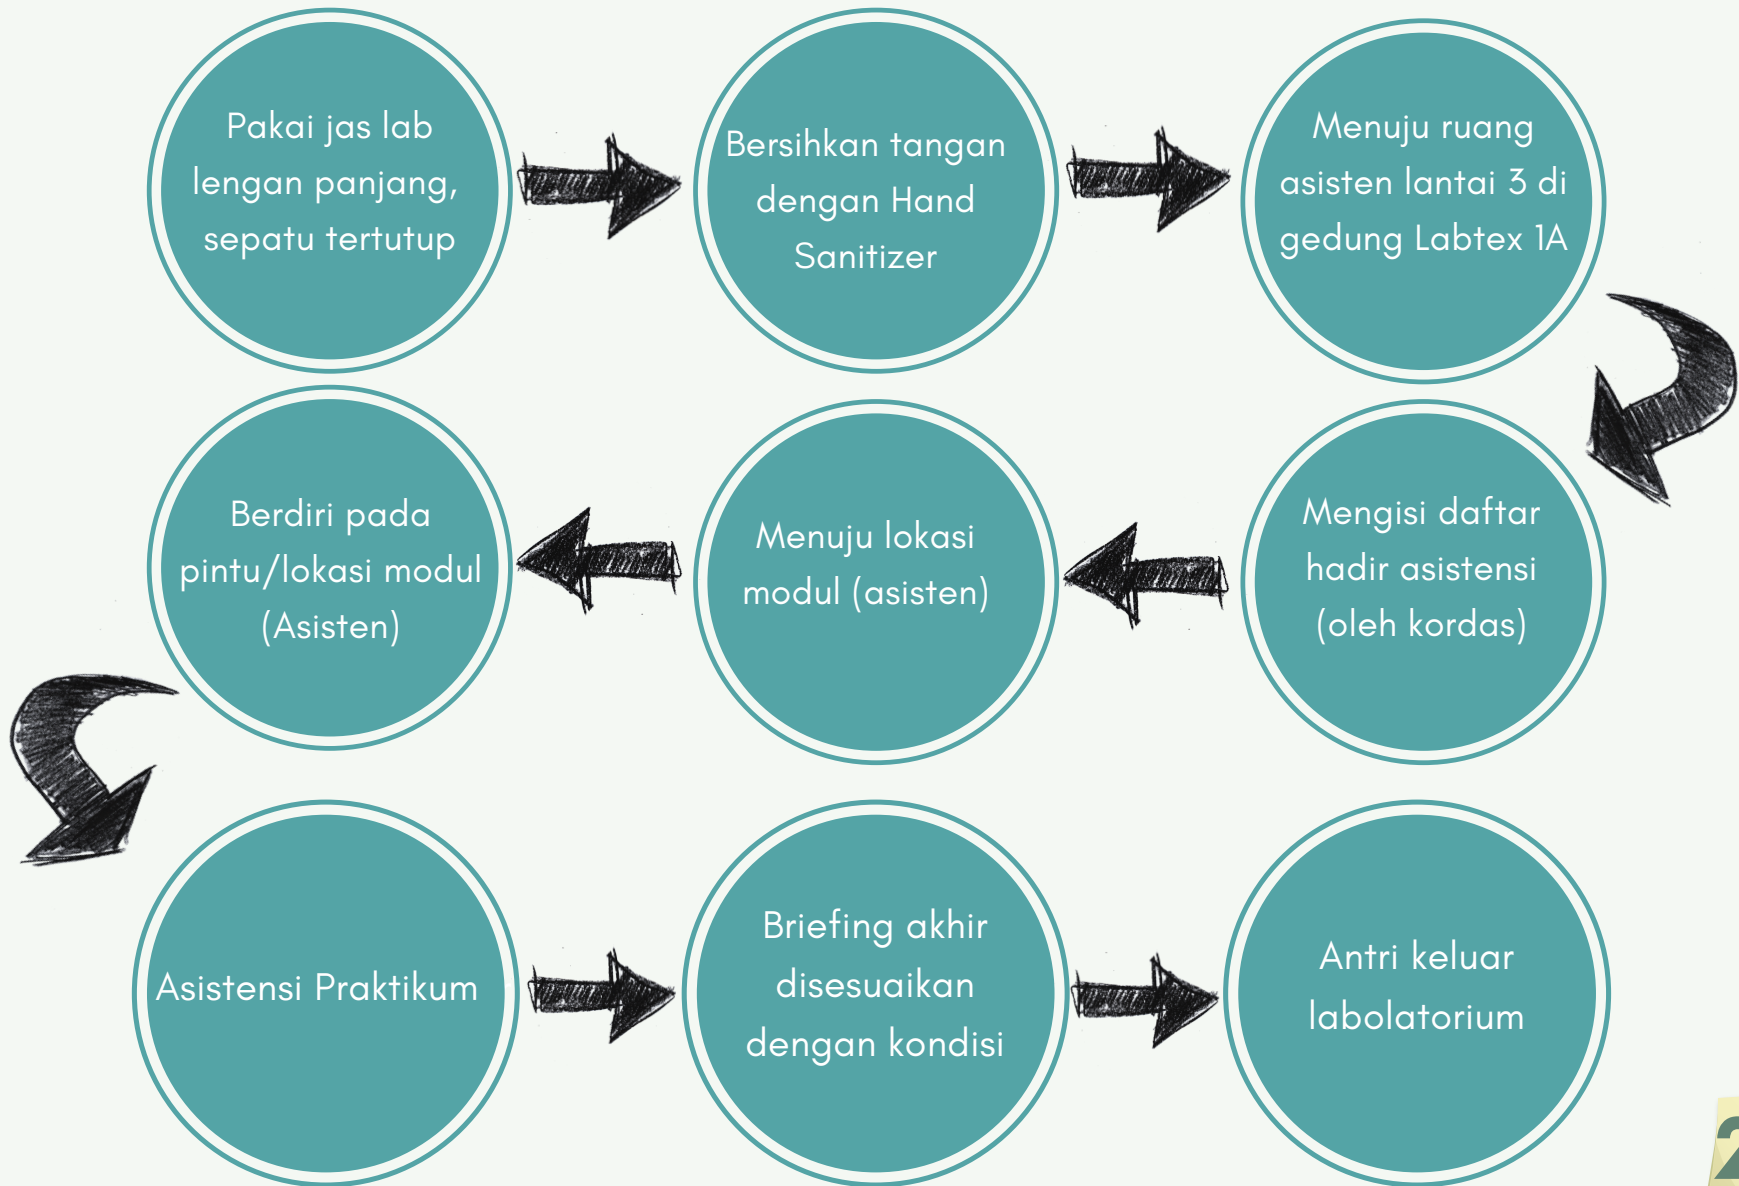 Pakai jas lab
lengan panjang,
sepatu tertutup
Bersihkan tangan
dengan Hand
Sanitizer
Menuju ruang
asisten lantai 3 di
gedung Labtex 1A
Mengisi daftar
hadir asistensi
(oleh kordas)
Menuju lokasi
modul (asisten)
Berdiri pada
pintu/lokasi modul
(Asisten)
Asistensi Praktikum
Briefing akhir
disesuaikan
dengan kondisi
Antri keluar
labolatorium